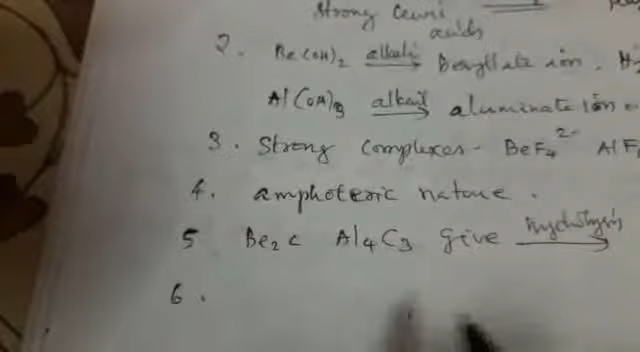 Strong Lewis
acids
2. Be(OH)2 alkali → Beryllate ion. H2
Al(OH)3 alkali → aluminate ion
3. Strong Complexes - BeF4 2- AlF
4. amphoteric nature.
5 Be2C Al4C3 give hydrolysis →
6.